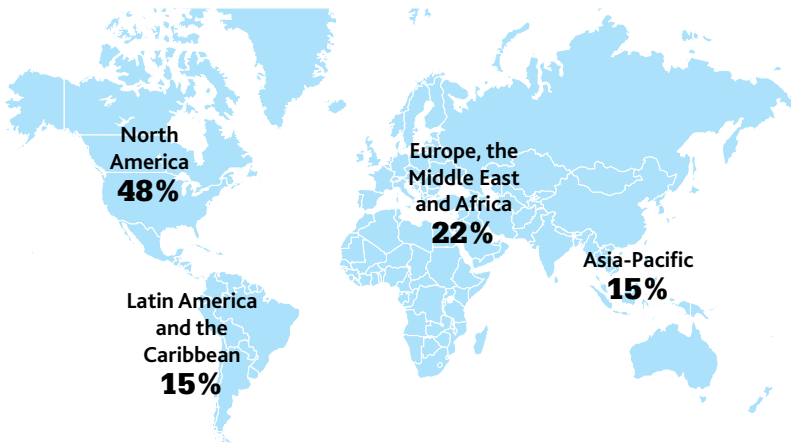 North
America
48%
Europe, the
Middle East
and Africa
22%
Asia-Pacific
15%
Latin America
and the
Caribbean
15%